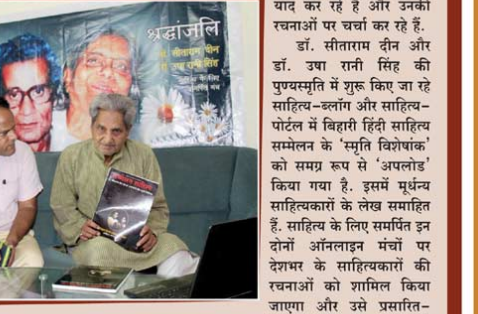 श्रद्धांजलि
याद कर रहे हैं और उनकी
रचनाओं पर चर्चा कर रहे हैं.
डॉ. सीताराम दीन और
डॉ. उषा रानी सिंह की
पुण्यस्मृति में शुरू किए जा रहे
साहित्य-ब्लॉग और साहित्य-
पोर्टल में बिहारी हिंदी साहित्य
सम्मेलन के 'स्मृति विशेषांक'
को समग्र रूप से 'अपलोड'
किया गया है. इसमें मूर्धन्य
साहित्यकारों के लेख समाहित
हैं. साहित्य के लिए समर्पित इन
दोनों ऑनलाइन मंचों पर
देशभर के साहित्यकारों की
रचनाओं को शामिल किया
जाएगा और उसे प्रसारित-